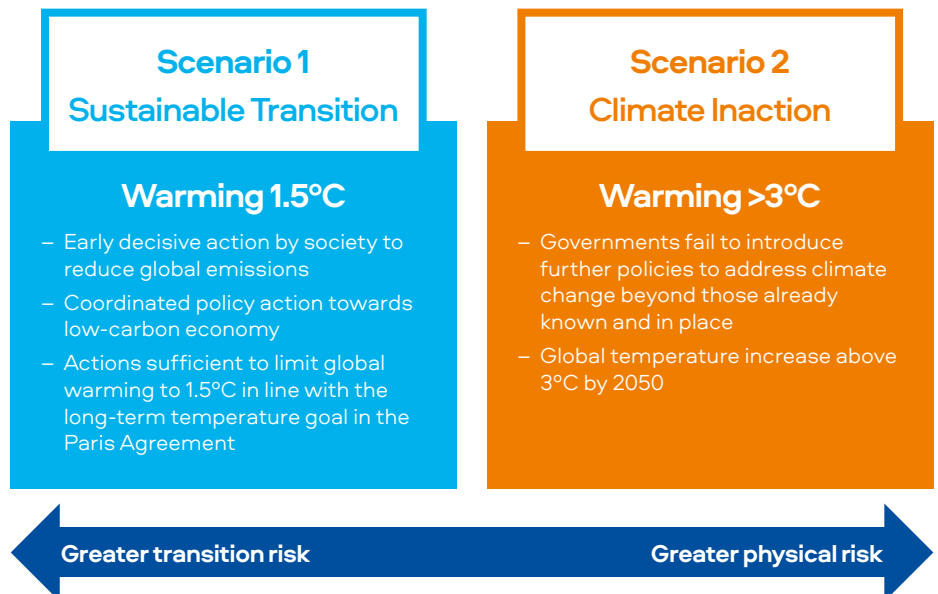 Scenario 1
Sustainable Transition
Warming 1.5°C
– Early decisive action by society to
reduce global emissions
– Coordinated policy action towards
low-carbon economy
– Actions sufficient to limit global
warming to 1.5°C in line with the
long-term temperature goal in the
Paris Agreement
Scenario 2
Climate Inaction
Warming >3°C
– Governments fail to introduce
further policies to address climate
change beyond those already
known and in place
– Global temperature increase above
3°C by 2050
Greater transition risk
Greater physical risk